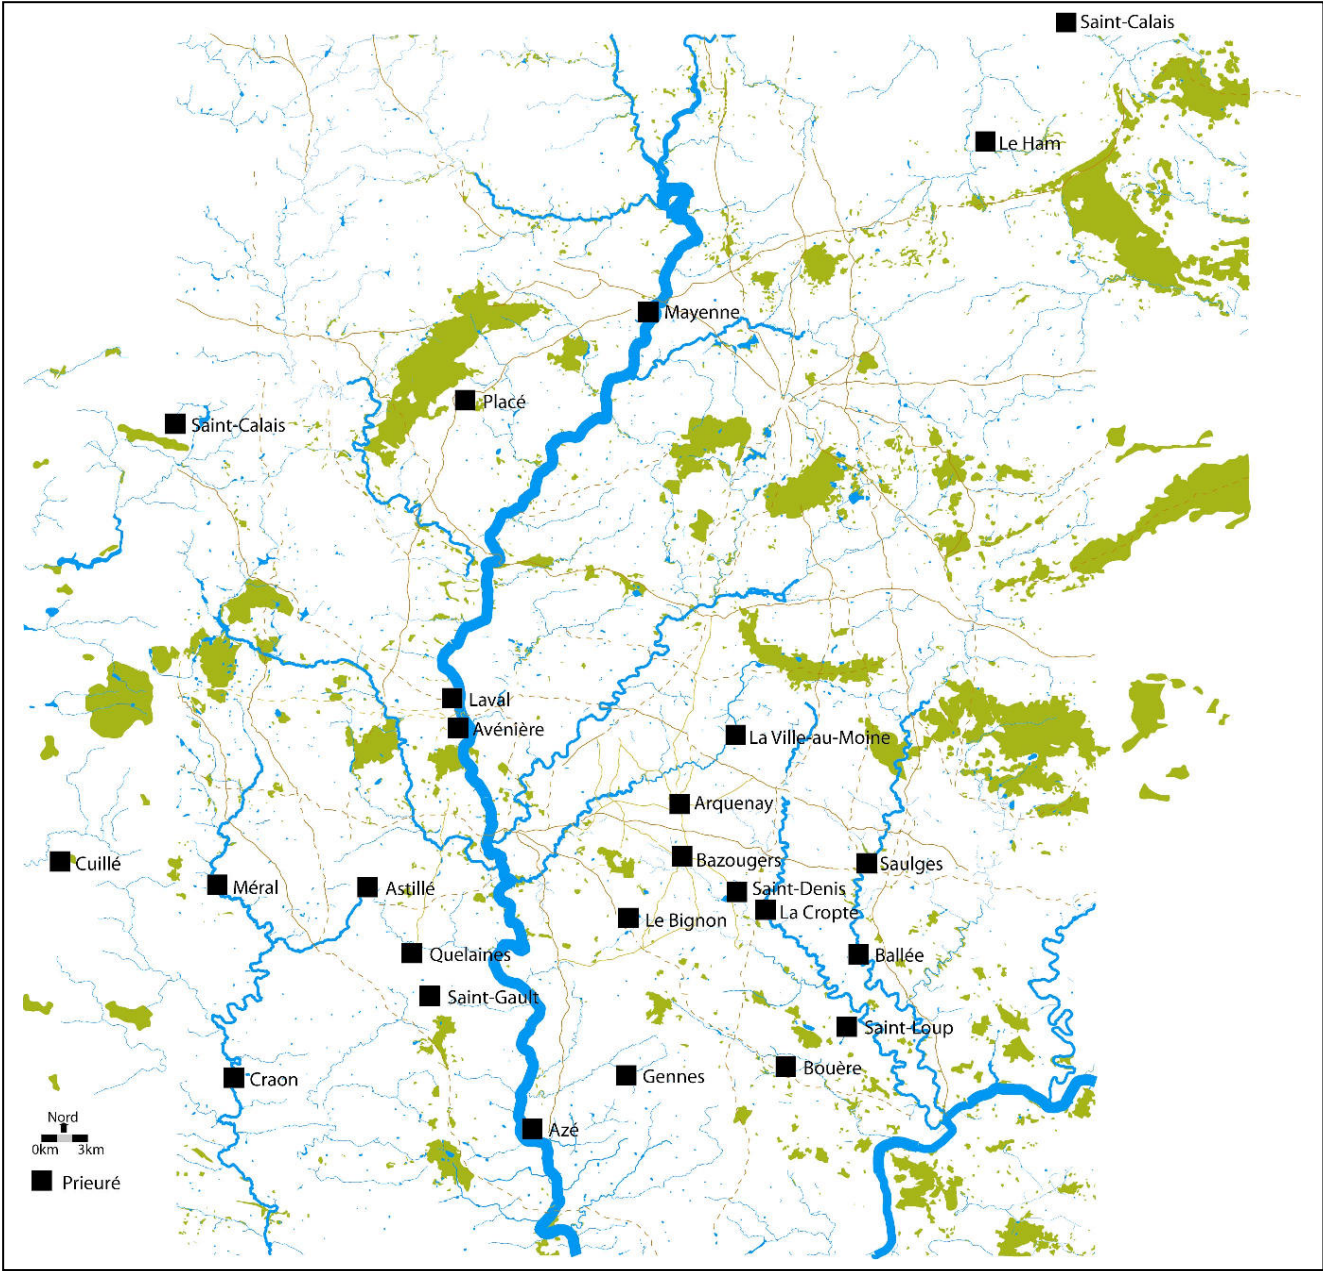 Saint-Calais
Le Ham
Mayenne
Placé
Saint-Calais
Laval
Avénière
La Ville-au-Moine
Arquenay
Bazougers
Saulges
Cuillé
Méral
Astillé
Saint-Denis
La Cropte
Le Bignon
Quelaines
Ballée
Saint-Gault
Saint-Loup
Bouère
Gennes
Craon
Nord
Azé
0km 3km
Prieuré